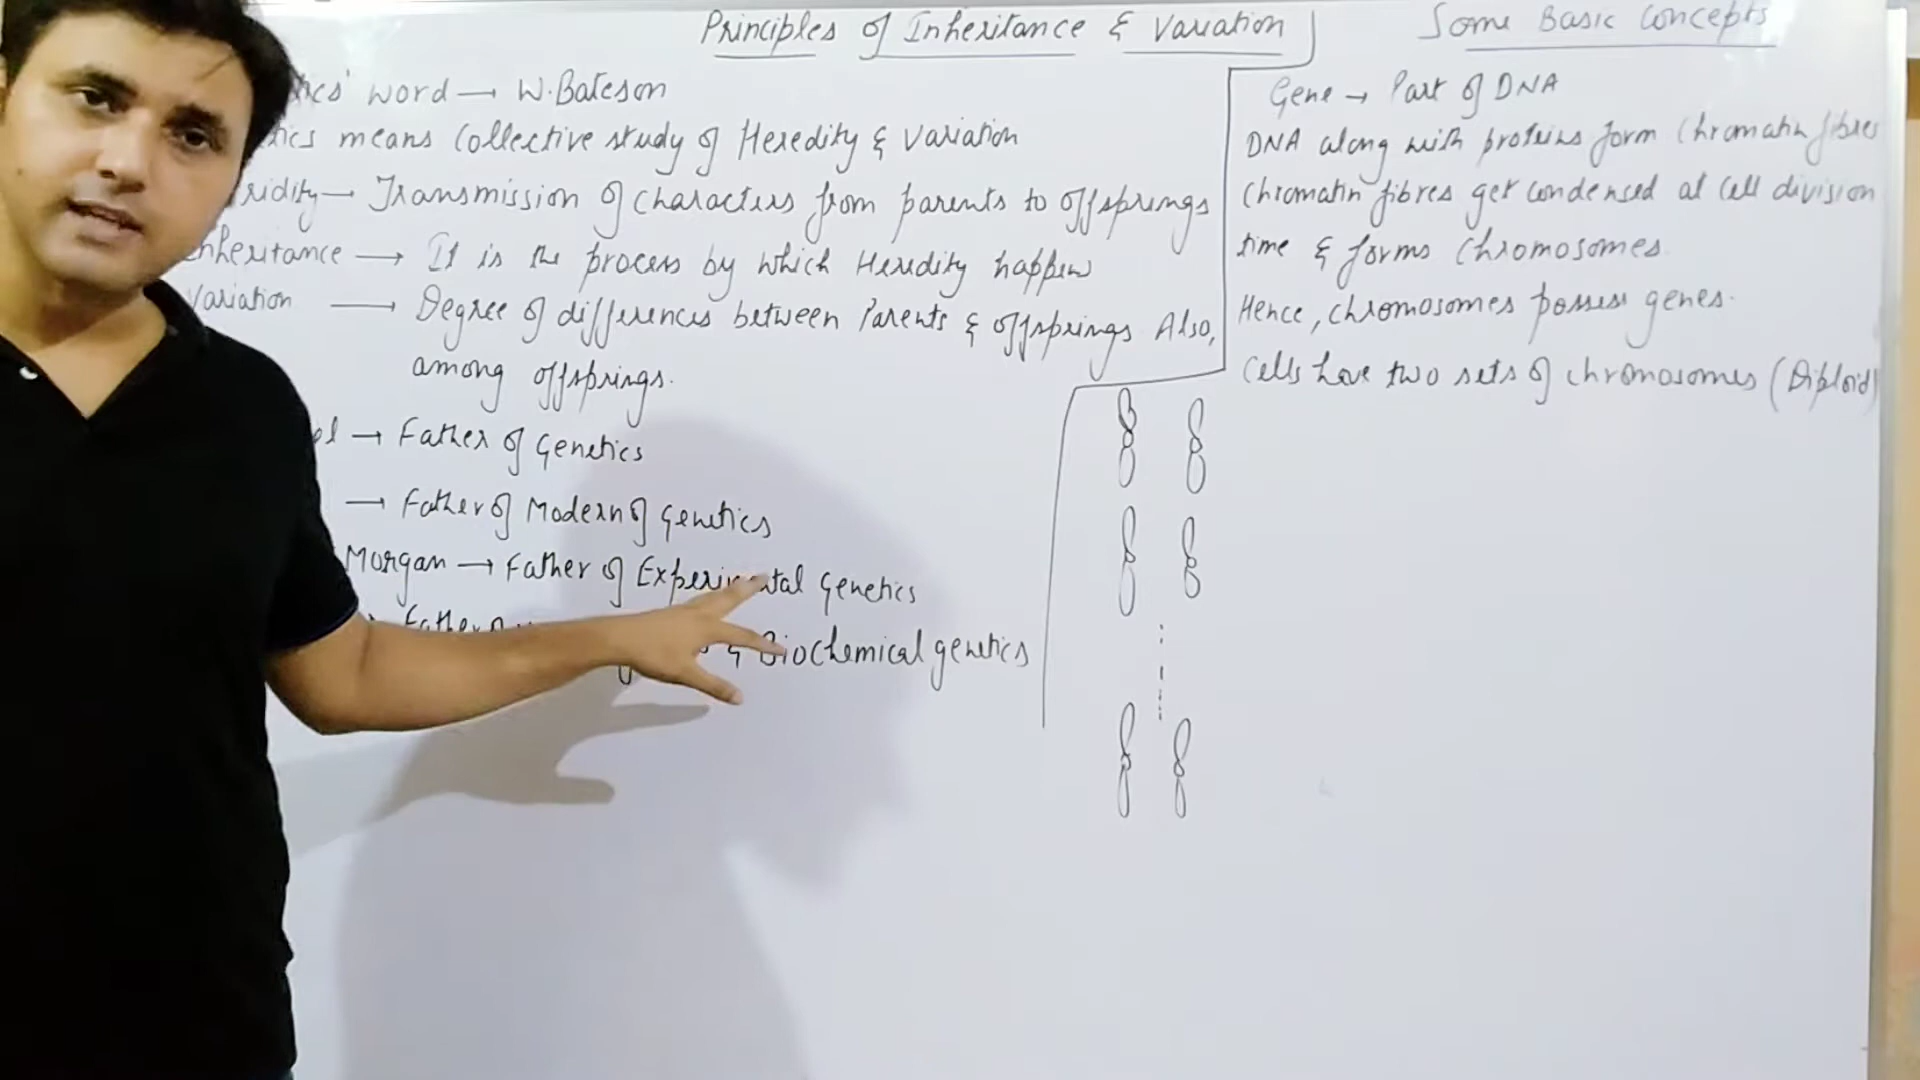 Principles of Inheritance & Variation
word → W. Bateson
means Collective study of Heredity & Variation
→ Transmission of characters from parents to offsprings
Inheritance → It is the process by which Heredity happen
Variation → Degree of differences between Parents & offsprings Also,
among offsprings.
→ Father of Genetics
→ Father of Modern of Genetics
Morgan → Father of Experimental Genetics
Father & Biochemical genetics
Some Basic Concepts
Gene → Part of DNA
DNA along with proteins form Chromatin fibres
Chromatin fibres get condensed at cell division
time & forms Chromosomes.
Hence, chromosomes possess genes.
Cells have two sets of chromosomes (Diploid)